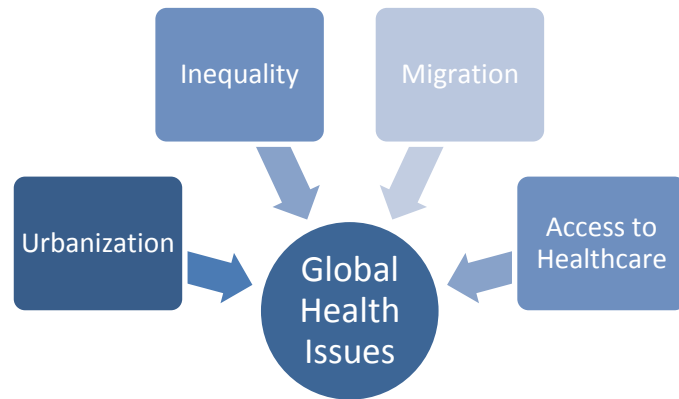 Inequality
Migration
Urbanization
Access to
Healthcare
Global
Health
Issues